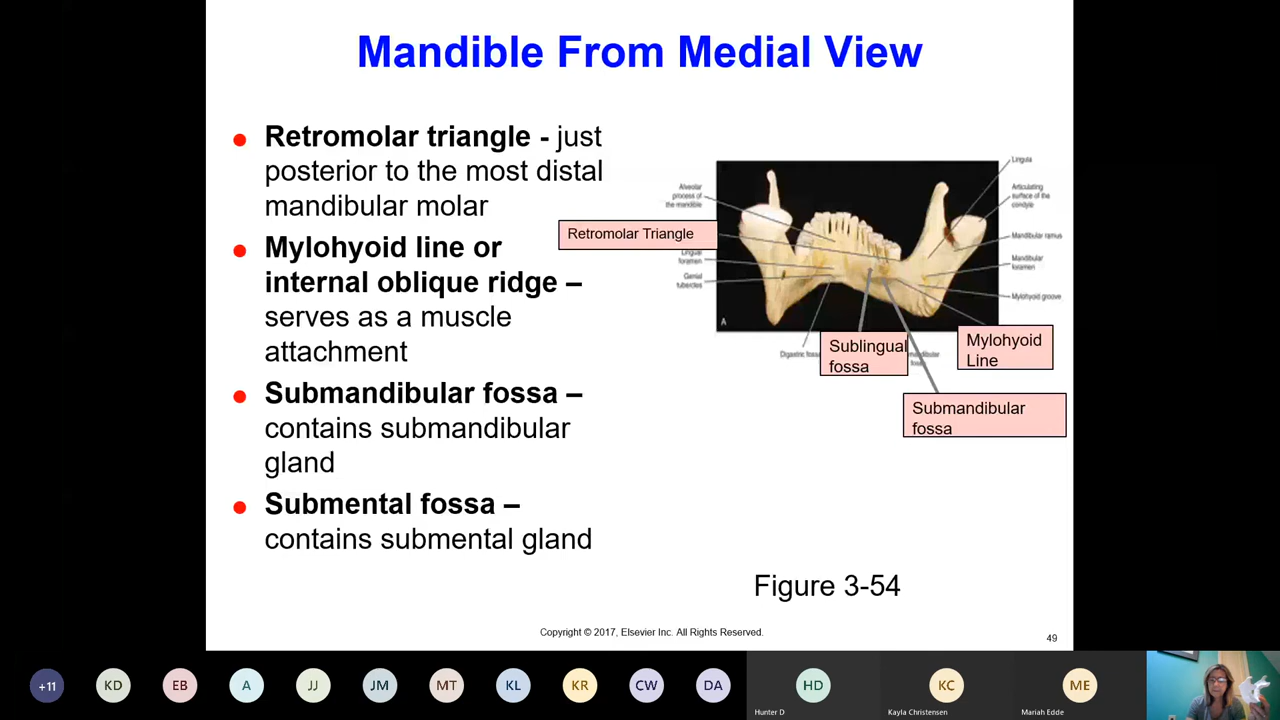 Mandible From Medial View
Retromolar triangle - just
posterior to the most distal
mandibular molar
Mylohyoid line or
internal oblique ridge –
serves as a muscle
attachment
Submandibular fossa –
contains submandibular
gland
Submental fossa –
contains submental gland
Alveolar
process of
the mandible
Retromolar Triangle
Lingual
foramen
Genial
tubercles
Lingula
Articulating
surface of the
condyle
Mandibular ramus
Mandibular
foramen
Mylohyoid groove
A
Digastric fossa
Sublingual
fossa
Mylohyoid
Line
Submandibular
fossa
Figure 3-54
Copyright © 2017, Elsevier Inc. All Rights Reserved.
49
+11
KD
EB
A
JJ
JM
MT
KL
KR
CW
DA
HD
KC
ME
Hunter D
Kayla Christensen
Mariah Edde